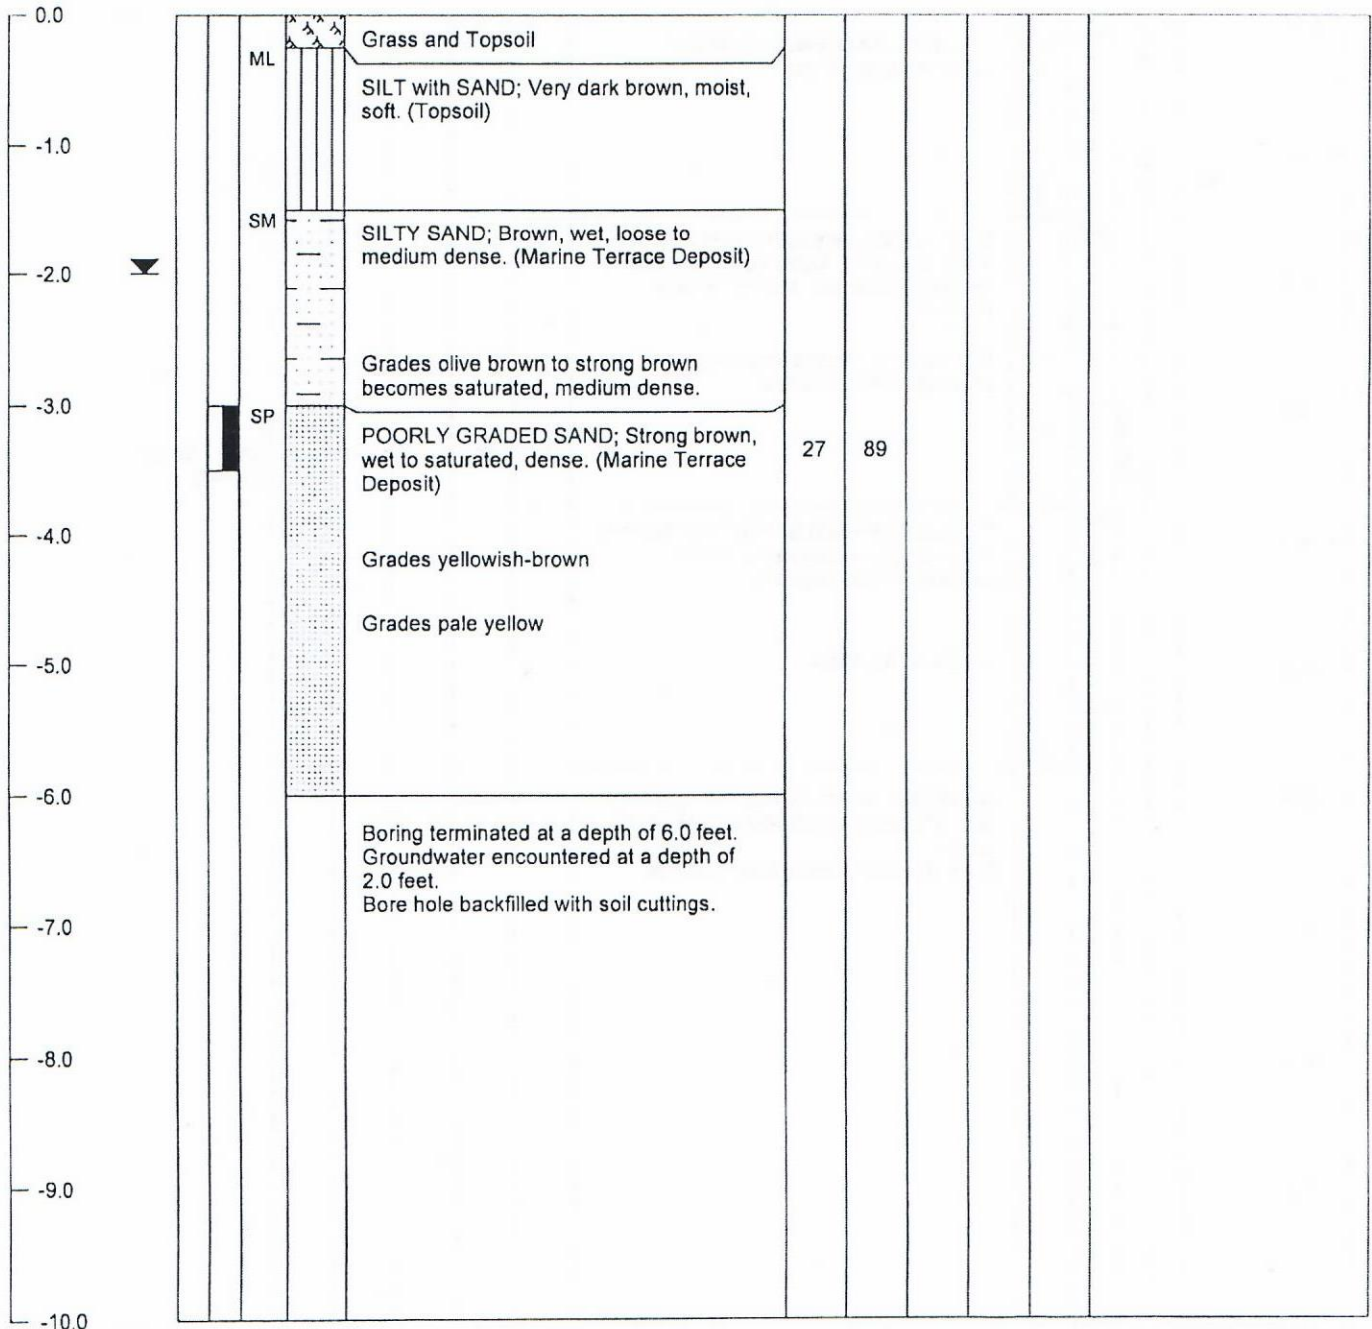 0.0
Grass and Topsoil
ML
SILT with SAND; Very dark brown, moist,
soft. (Topsoil)
-1.0
SM
SILTY SAND; Brown, wet, loose to
medium dense. (Marine Terrace Deposit)
-2.0
Grades olive brown to strong brown
becomes saturated, medium dense.
-3.0
SP
POORLY GRADED SAND; Strong brown,
wet to saturated, dense. (Marine Terrace
Deposit)
27 89
-4.0
Grades yellowish-brown
Grades pale yellow
-5.0
-6.0
Boring terminated at a depth of 6.0 feet.
Groundwater encountered at a depth of
2.0 feet.
Bore hole backfilled with soil cuttings.
-7.0
-8.0
-9.0
-10.0